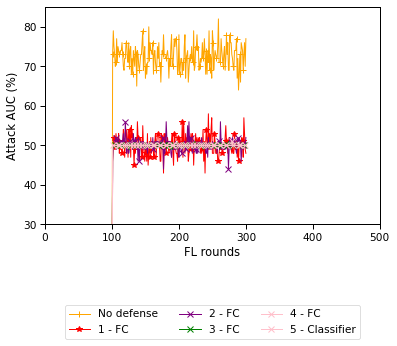 80
70
60
50
40
30
Attack AUC (%)
0 100 200 300 400 500
FL rounds
No defense 2 - FC 4 - FC
1 - FC 3 - FC 5 - Classifier